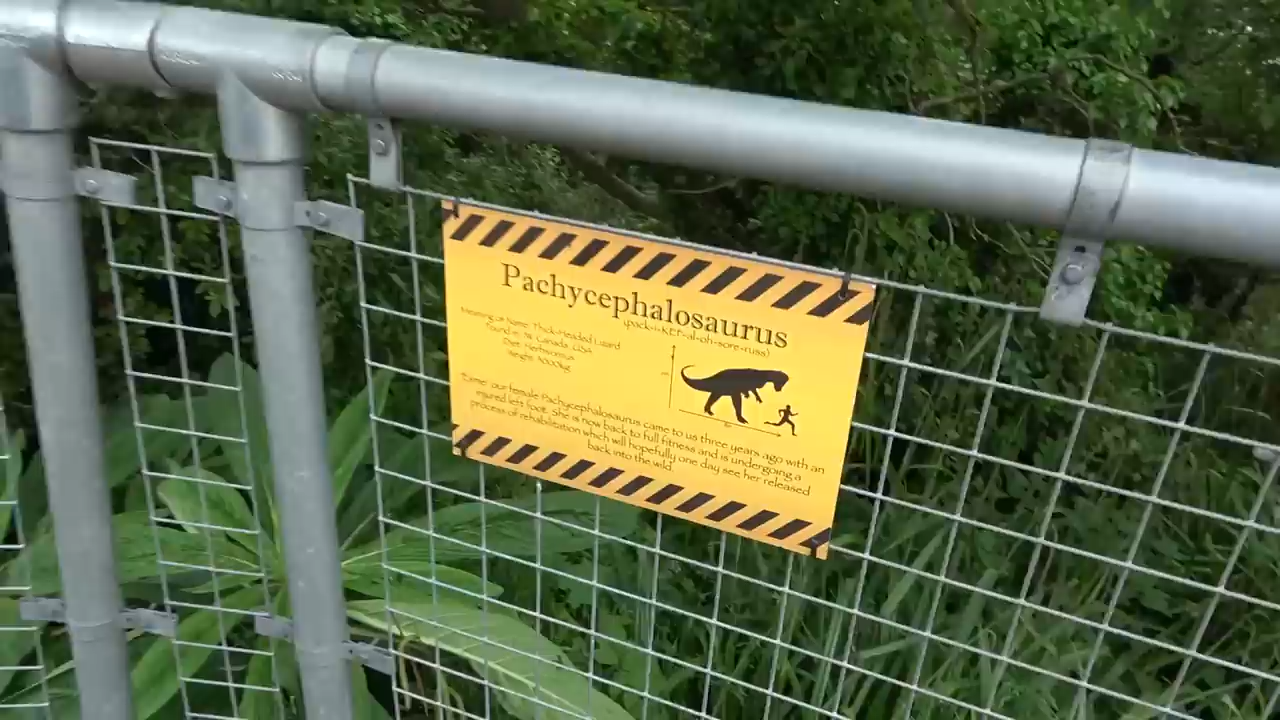 Pachycephalosaurus
(pack-i-KEF-al-oh-sore-russ)
Meaning of Name: Thick-Headed Lizard
Found in: N. Canada, USA
Diet: Herbivorous
Weight: 3000kg
our female Pachycephalosaurus came to us three years ago with an
injured left foot. She is now back to full fitness and is undergoing a
process of rehabilitation which will hopefully one day see her released
back into the wild.